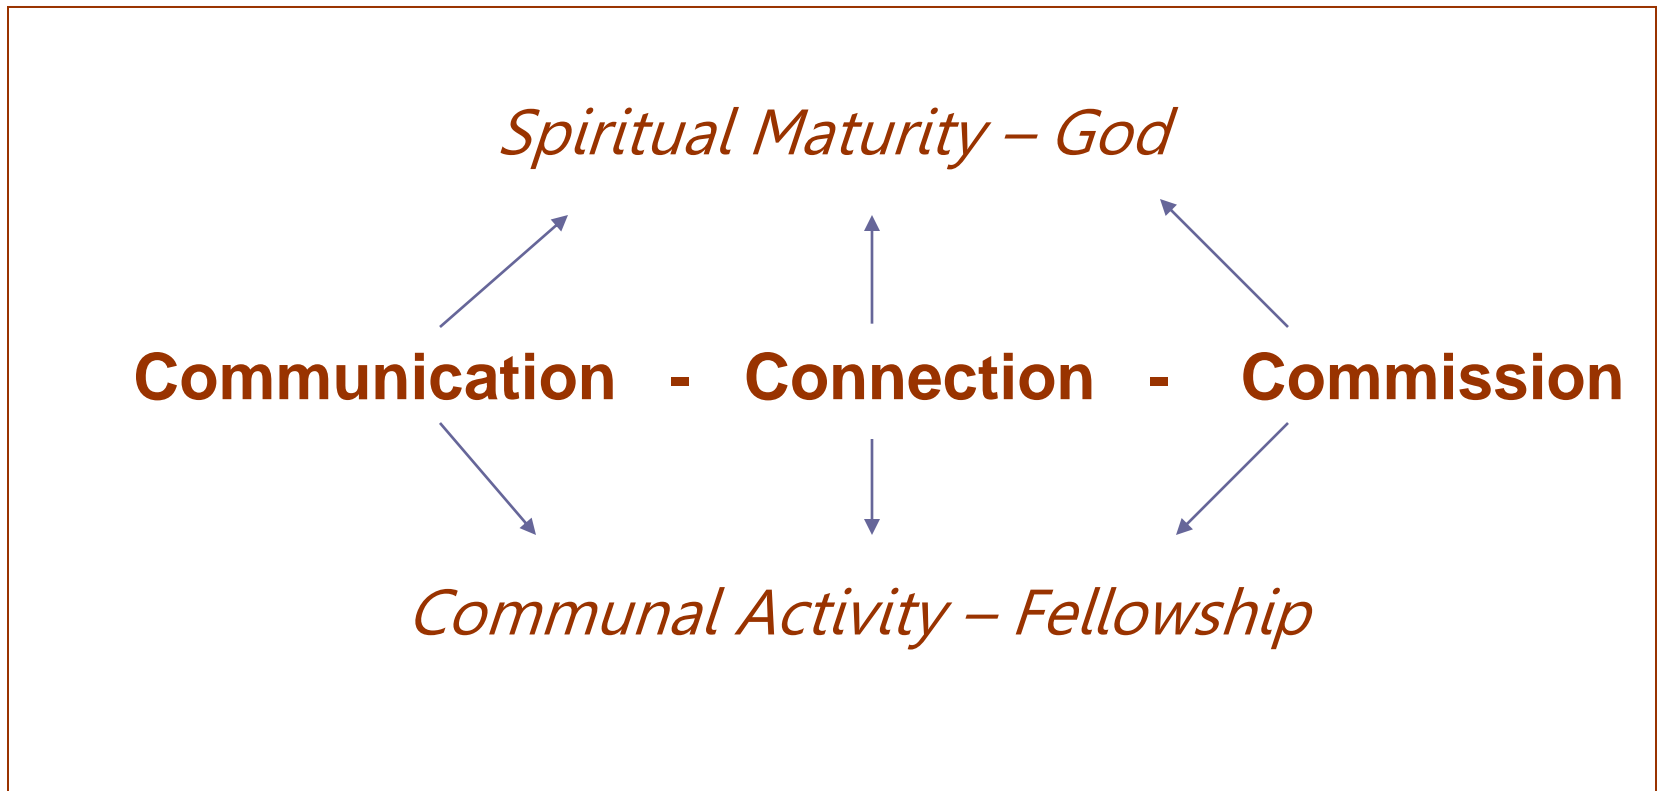 Spiritual Maturity – God
Communication - Connection - Commission
Communal Activity – Fellowship